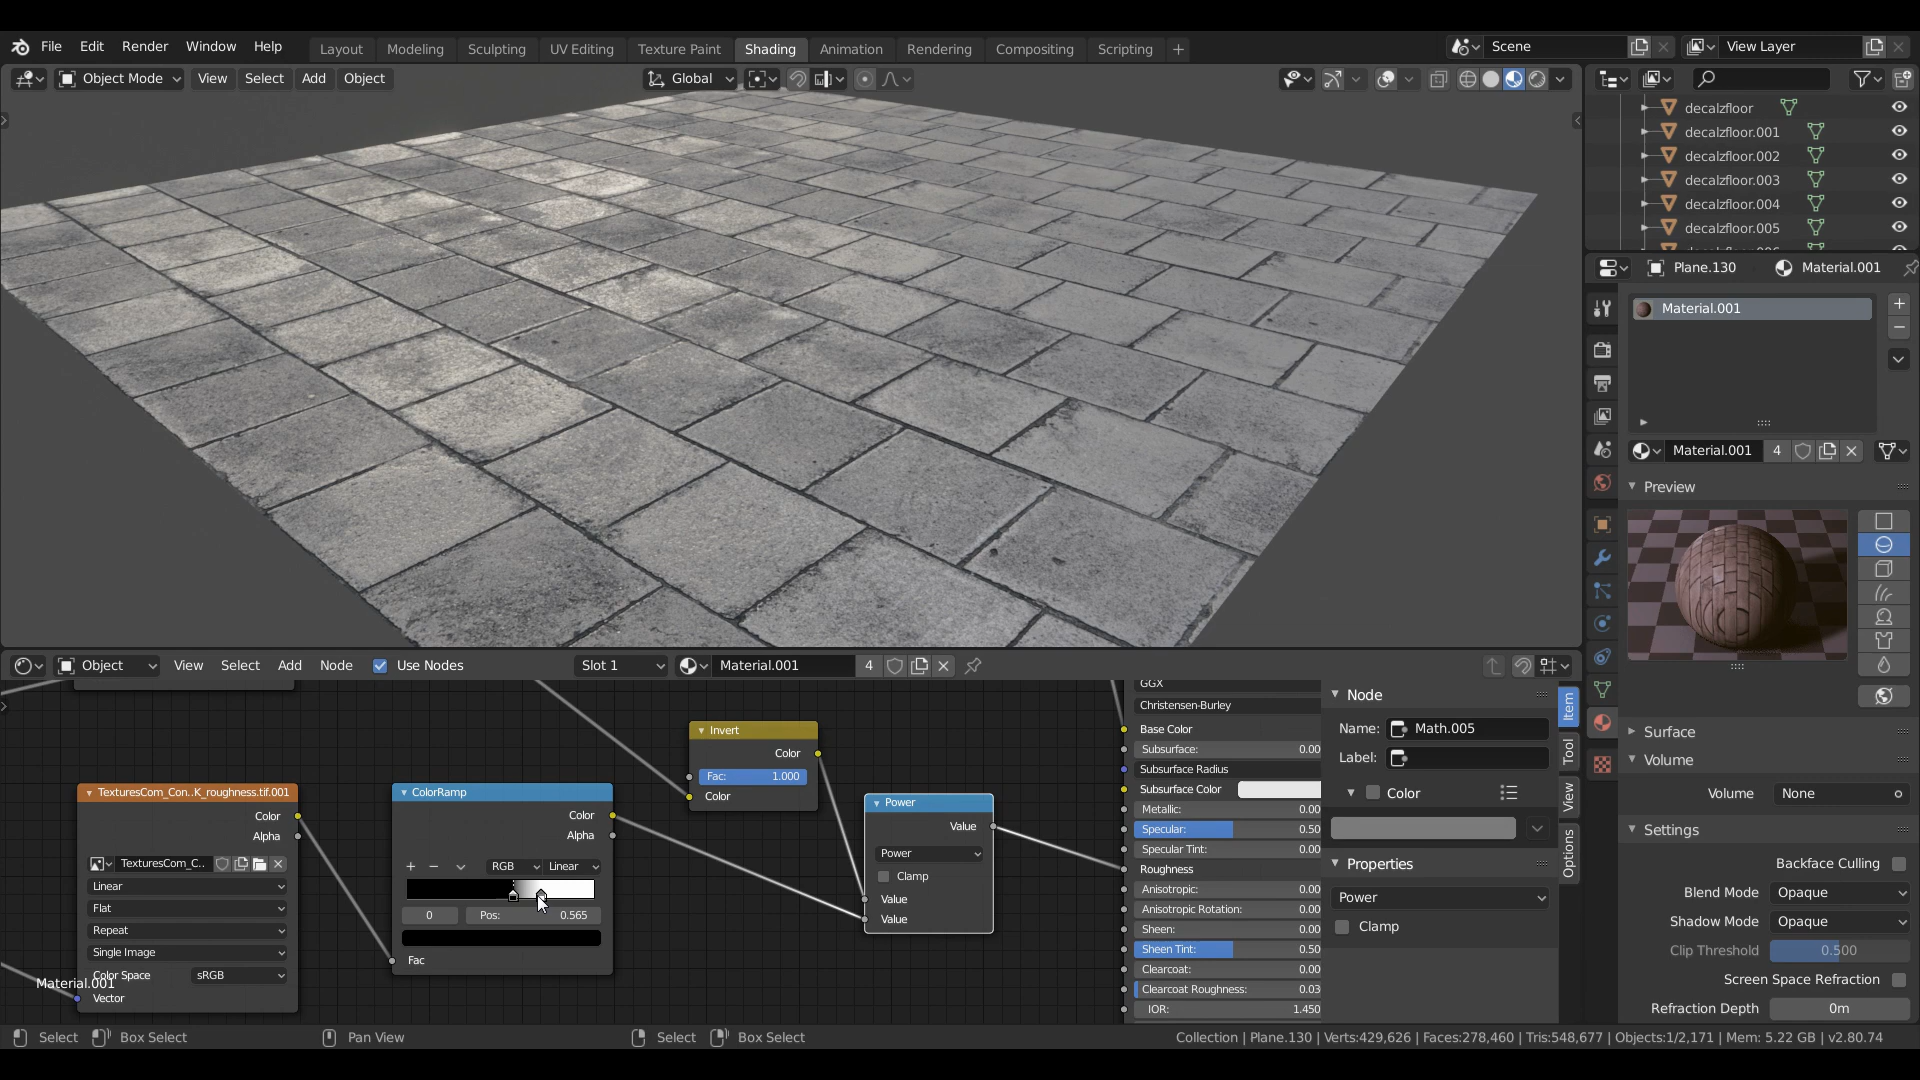 File Edit Render Window Help Layout Modeling Sculpting UV Editing Texture Paint Shading Animation Rendering Compositing Scripting + Scene View Layer
Object Mode View Select Add Object Global
decalzfloor
decalzfloor.001
decalzfloor.002
decalzfloor.003
decalzfloor.004
decalzfloor.005
Plane.130 Material.001
Material.001
Material.001 4
Preview
Surface
Volume
Volume None
Settings
Backface Culling
Blend Mode Opaque
Shadow Mode Opaque
Clip Threshold 0.500
Screen Space Refraction
Refraction Depth 0m
Object View Select Add Node Use Nodes Slot 1 Material.001 4
TexturesCom_Con..K_roughness.tif.001
Color
Alpha
TexturesCom_C..
Linear
Flat
Repeat
Single Image
Color Space sRGB
Vector
Material.001
ColorRamp
Color
Alpha
RGB Linear
0 Pos: 0.565
Fac
Invert
Color
Fac: 1.000
Color
Power
Value
Power
Clamp
Value
Value
GGX
Christensen-Burley
Base Color
Subsurface: 0.00
Subsurface Radius
Subsurface Color
Metallic: 0.00
Specular: 0.50
Specular Tint: 0.00
Roughness
Anisotropic: 0.00
Anisotropic Rotation: 0.00
Sheen: 0.00
Sheen Tint: 0.50
Clearcoat: 0.00
Clearcoat Roughness: 0.03
IOR: 1.450
Node
Name: Math.005
Label:
Color
Properties
Power
Clamp
Item
Tool
View
Options
Select Box Select Pan View Select Box Select Collection | Plane.130 | Verts:429,626 | Faces:278,460 | Tris:548,677 | Objects:1/2,171 | Mem: 5.22 GB | v2.80.74